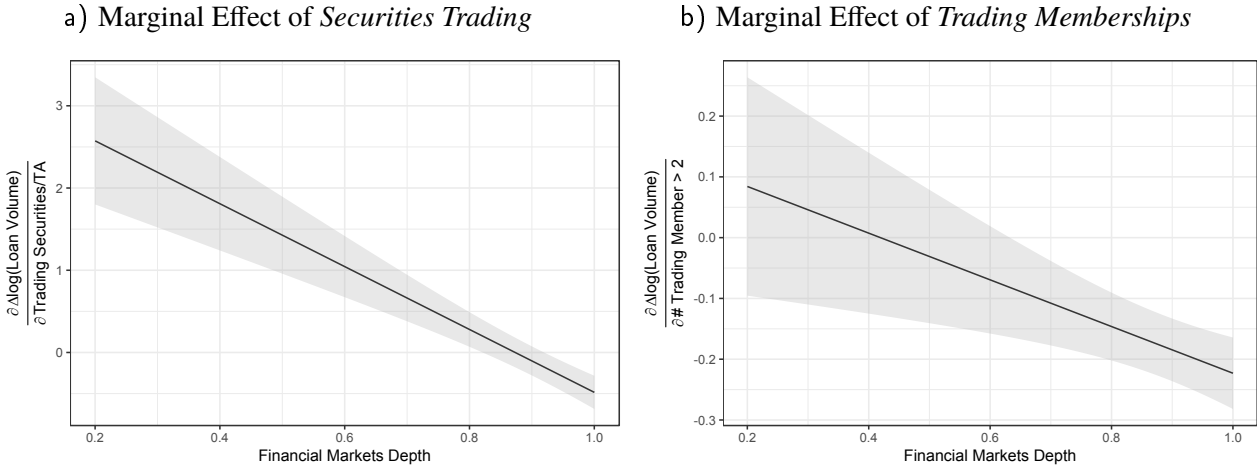 a) Marginal Effect of Securities Trading
3
2
1
0
∂ Δlog(Loan Volume)
∂ Trading Securities/TA
0.2 0.4 0.6 0.8 1.0
Financial Markets Depth
b) Marginal Effect of Trading Memberships
0.2
0.1
0.0
-0.1
-0.2
-0.3
∂ Δlog(Loan Volume)
∂# Trading Member > 2
0.2 0.4 0.6 0.8 1.0
Financial Markets Depth